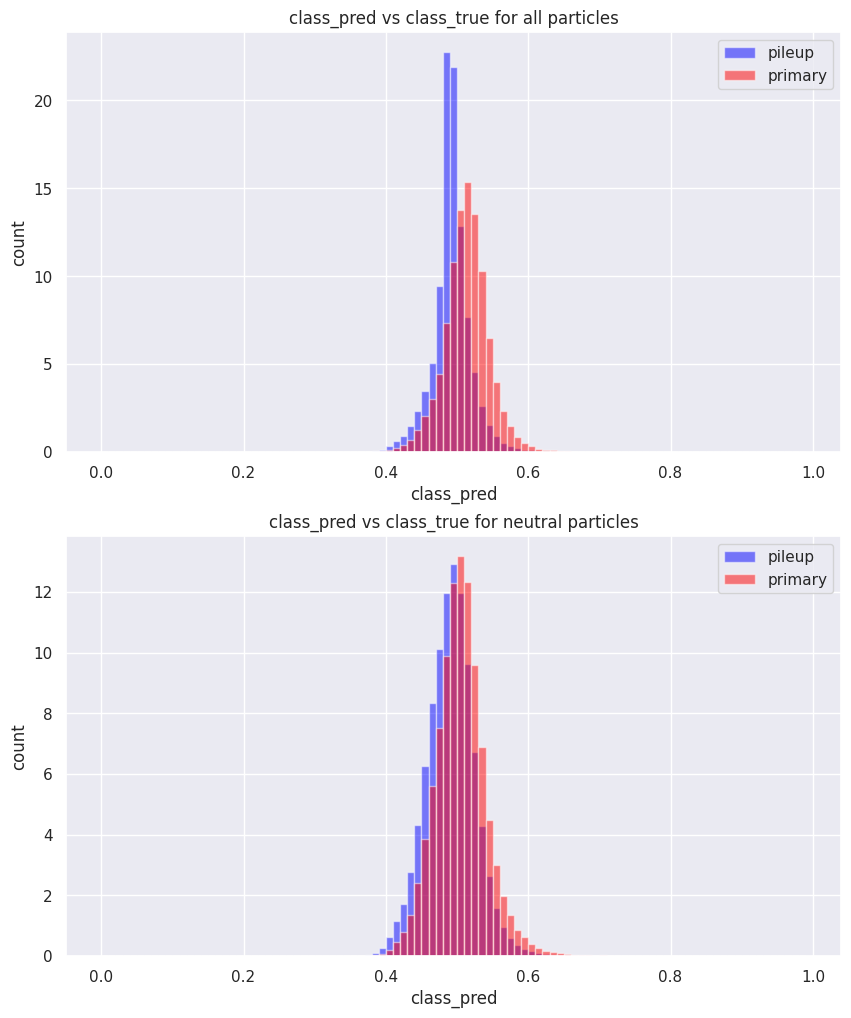 class_pred vs class_true for all particles
pileup
primary
20
15
10
5
0
count
0.0 0.2 0.4 0.6 0.8 1.0
class_pred
class_pred vs class_true for neutral particles
pileup
primary
12
10
8
6
4
2
0
count
0.0 0.2 0.4 0.6 0.8 1.0
class_pred